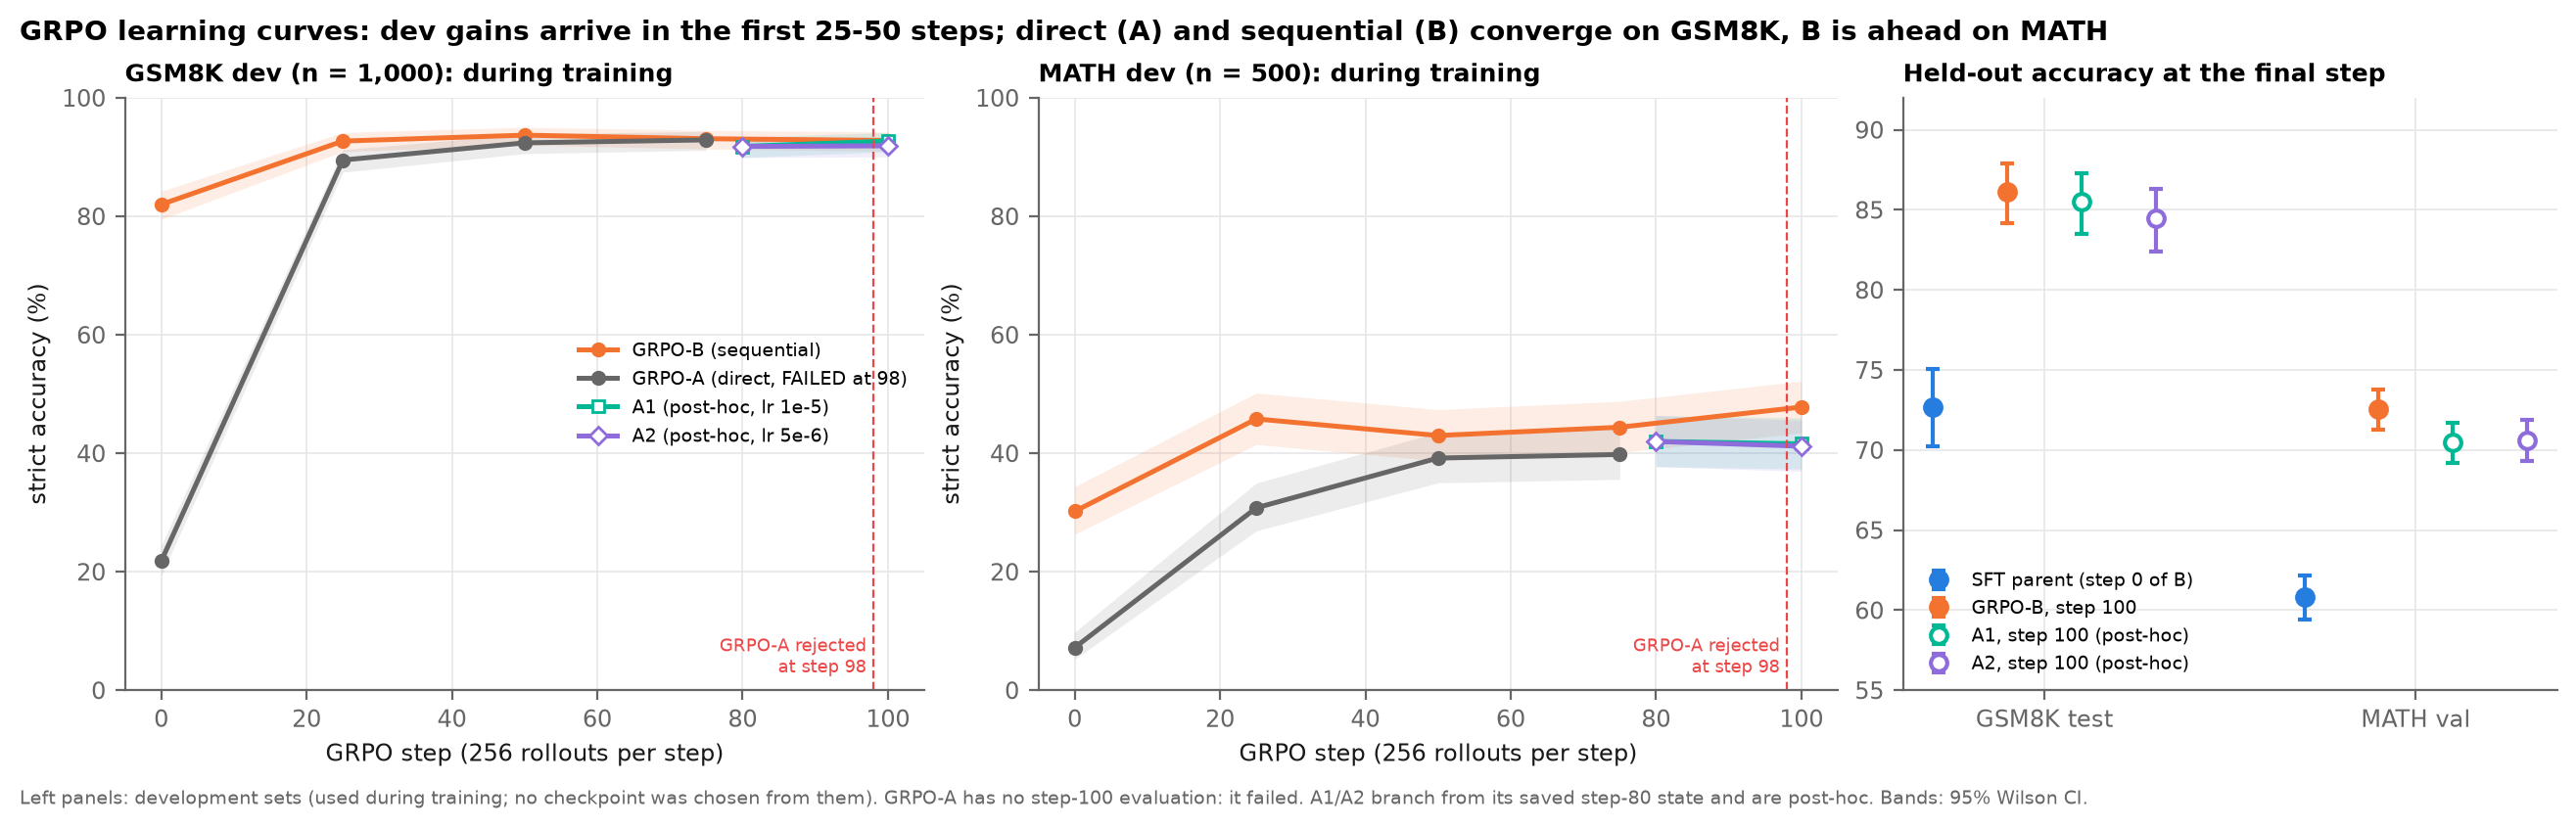 GRPO learning curves: dev gains arrive in the first 25-50 steps; direct (A) and sequential (B) converge on GSM8K, B is ahead on MATH
GSM8K dev (n = 1,000): during training
100
80
60
40
20
0
strict accuracy (%)
GRPO-B (sequential)
GRPO-A (direct, FAILED at 98)
A1 (post-hoc, lr 1e-5)
A2 (post-hoc, lr 5e-6)
GRPO-A rejected
at step 98
0 20 40 60 80 100
GRPO step (256 rollouts per step)
MATH dev (n = 500): during training
100
80
60
40
20
0
strict accuracy (%)
GRPO-A rejected
at step 98
0 20 40 60 80 100
GRPO step (256 rollouts per step)
Held-out accuracy at the final step
90
85
80
75
70
65
60
55
SFT parent (step 0 of B)
GRPO-B, step 100
A1, step 100 (post-hoc)
A2, step 100 (post-hoc)
GSM8K test MATH val
Left panels: development sets (used during training; no checkpoint was chosen from them). GRPO-A has no step-100 evaluation: it failed. A1/A2 branch from its saved step-80 state and are post-hoc. Bands: 95% Wilson CI.